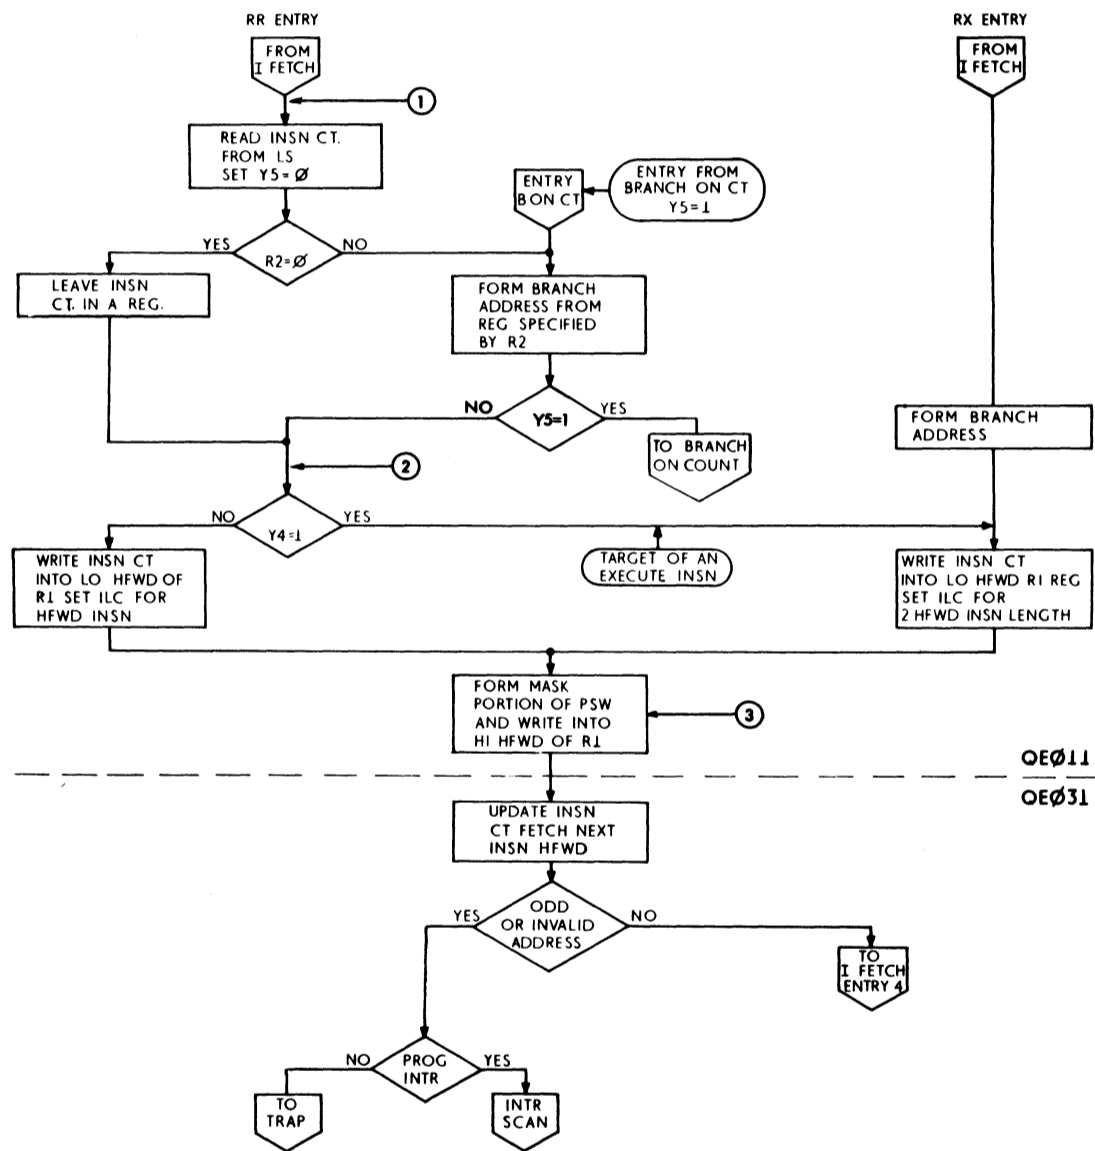 RR ENTRY
RX ENTRY
FROM
I FETCH
FROM
I FETCH
1
READ INSN CT.
FROM LS
SET Y5=Ø
ENTRY
B ON CT
ENTRY FROM
BRANCH ON CT
Y5=1
YES
R2=Ø
NO
LEAVE INSN
CT. IN A REG.
FORM BRANCH
ADDRESS FROM
REG SPECIFIED
BY R2
NO
Y5=1
YES
TO BRANCH
ON COUNT
FORM BRANCH
ADDRESS
2
NO
Y4=1
YES
WRITE INSN CT
INTO LO HFWD OF
R1 SET ILC FOR
HFWD INSN
TARGET OF AN
EXECUTE INSN
WRITE INSN CT
INTO LO HFWD R1 REG
SET ILC FOR
2 HFWD INSN LENGTH
FORM MASK
PORTION OF PSW
AND WRITE INTO
HI HFWD OF R1
3
QEØ11
QEØ31
UPDATE INSN
CT FETCH NEXT
INSN HFWD
YES
ODD
OR INVALID
ADDRESS
NO
TO
I FETCH
ENTRY 4
NO
PROG
INTR
YES
TO
TRAP
INTR
SCAN